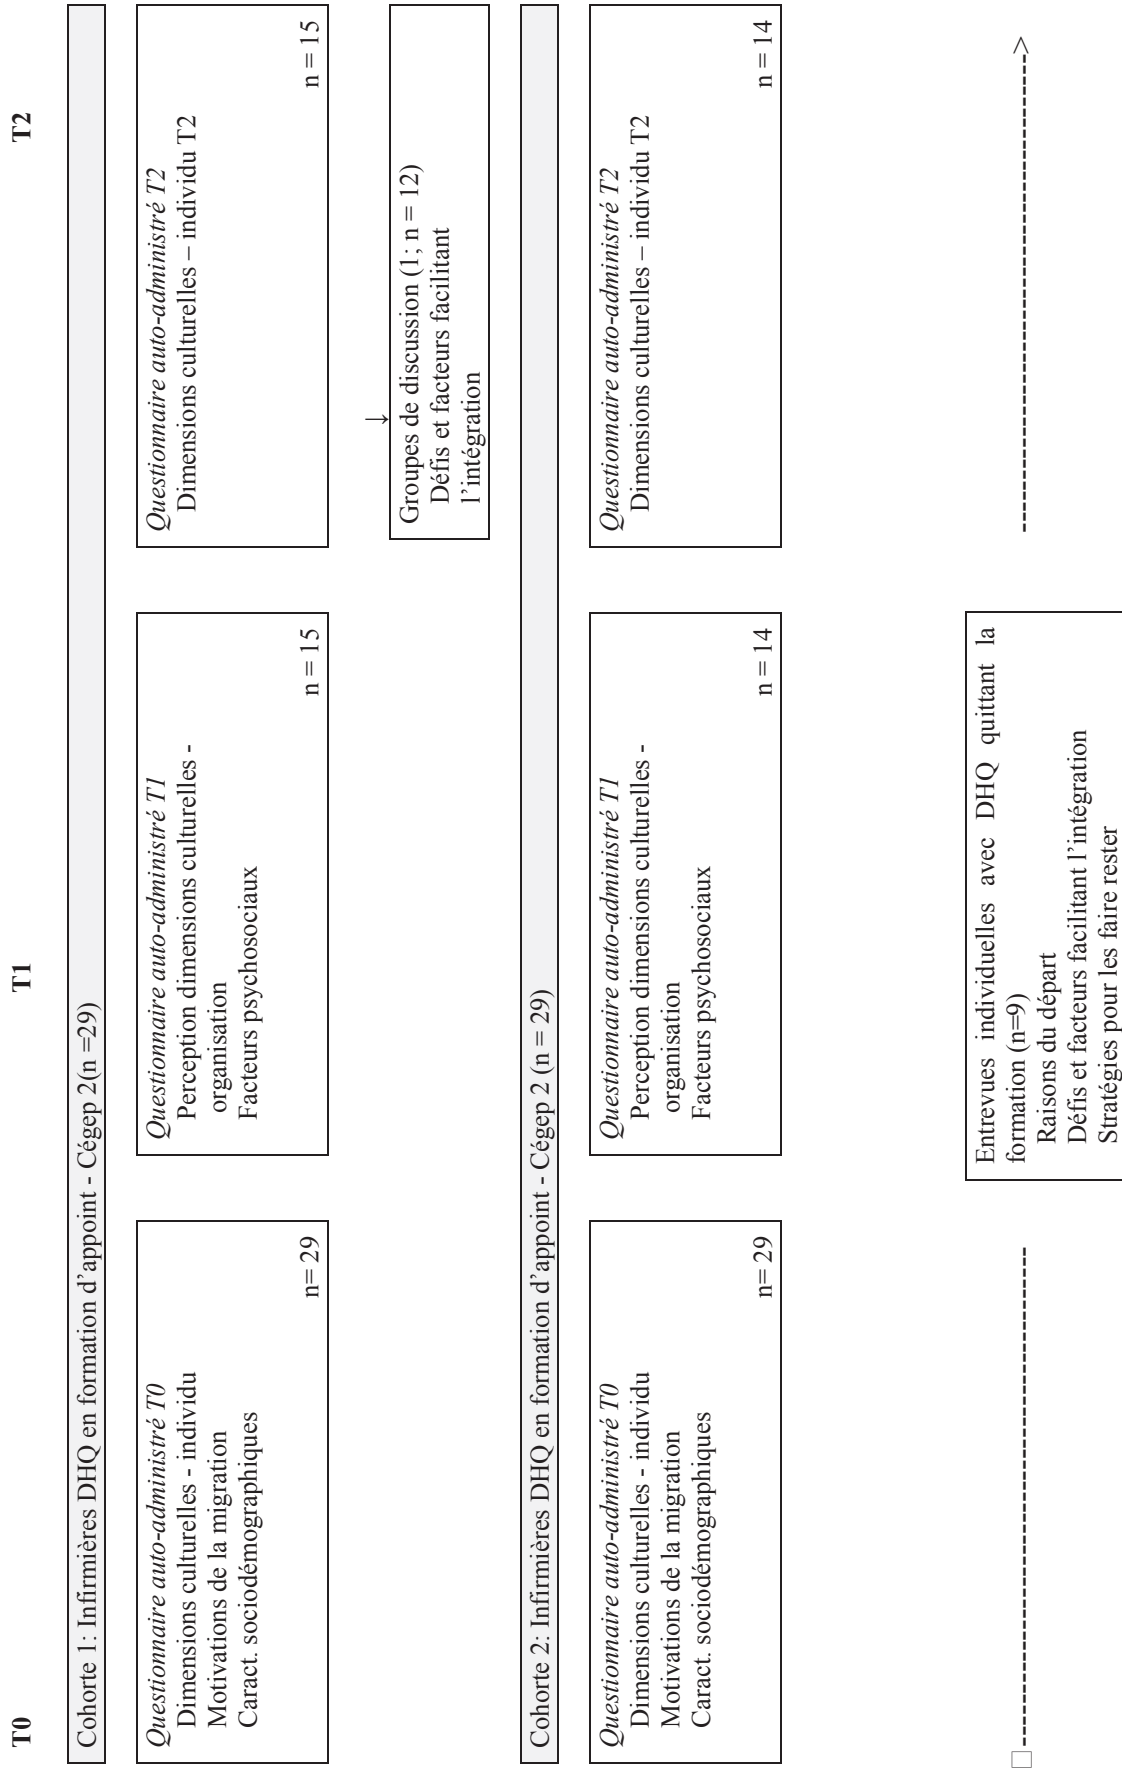 T0
T1
T2
Cohorte 1: Infirmières DHQ en formation d'appoint - Cégep 2(n =29)
Questionnaire auto-administré T0
Dimensions culturelles - individu
Motivations de la migration
Caract. sociodémographiques
n= 29
Questionnaire auto-administré T1
Perception dimensions culturelles -
organisation
Facteurs psychosociaux
n = 15
Questionnaire auto-administré T2
Dimensions culturelles – individu T2
n = 15
↓
Groupes de discussion (1; n = 12)
Défis et facteurs facilitant
l'intégration
Cohorte 2: Infirmières DHQ en formation d'appoint - Cégep 2 (n = 29)
Questionnaire auto-administré T0
Dimensions culturelles - individu
Motivations de la migration
Caract. sociodémographiques
n= 29
Questionnaire auto-administré T1
Perception dimensions culturelles -
organisation
Facteurs psychosociaux
n = 14
Questionnaire auto-administré T2
Dimensions culturelles – individu T2
n = 14
Entrevues individuelles avec DHQ quittant la
formation (n=9)
Raisons du départ
Défis et facteurs facilitant l'intégration
Stratégies pour les faire rester